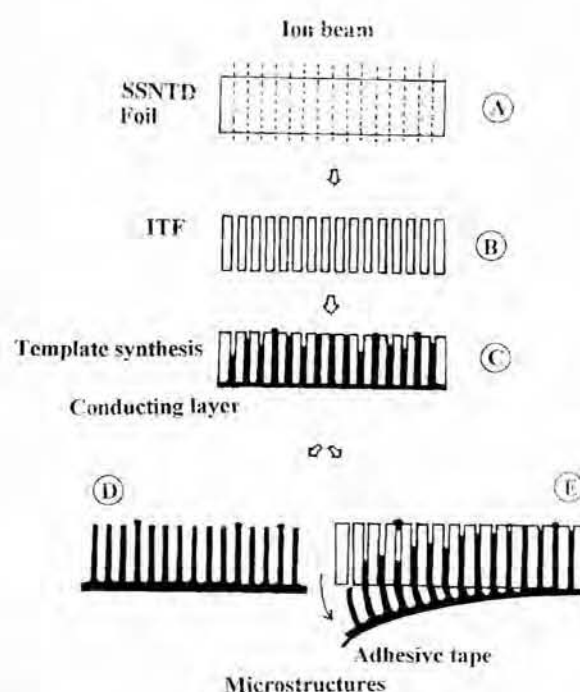 Ion beam
SSNTD
Foil
A
ITF
B
Template synthesis
C
Conducting layer
D
E
Adhesive tape
Microstructures